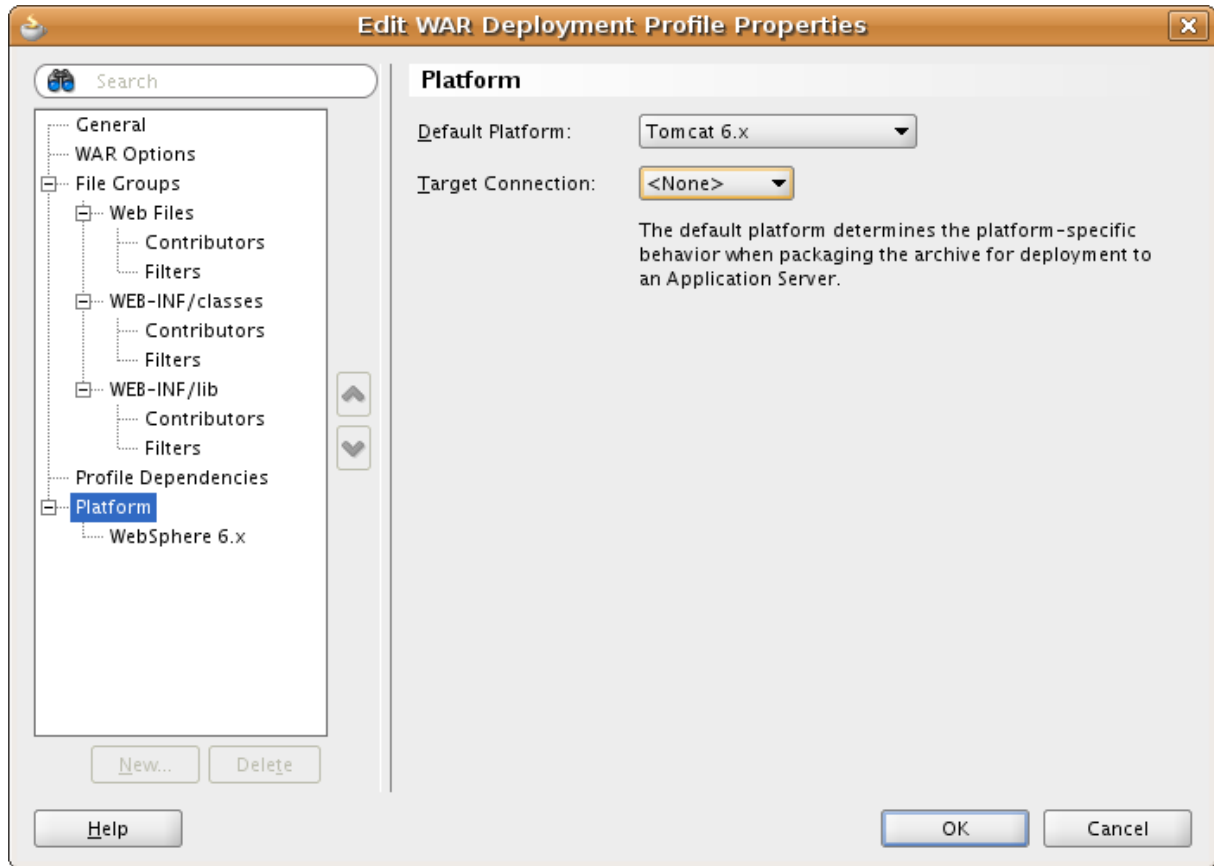 Edit WAR Deployment Profile Properties
Search
General
WAR Options
File Groups
Web Files
Contributors
Filters
WEB-INF/classes
Contributors
Filters
WEB-INF/lib
Contributors
Filters
Profile Dependencies
Platform
WebSphere 6.x
New...
Delete
Platform
Default Platform:
Tomcat 6.x
Target Connection:
<None>
The default platform determines the platform-specific
behavior when packaging the archive for deployment to
an Application Server.
Help
OK
Cancel